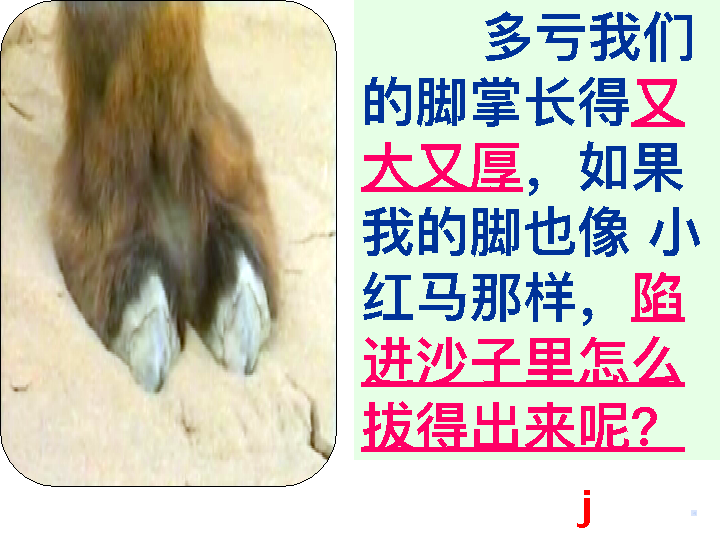 多亏我们
的脚掌长得又
大又厚，如果
我的脚也像 小
红马那样，陷
进沙子里怎么
拔得出来呢？
j